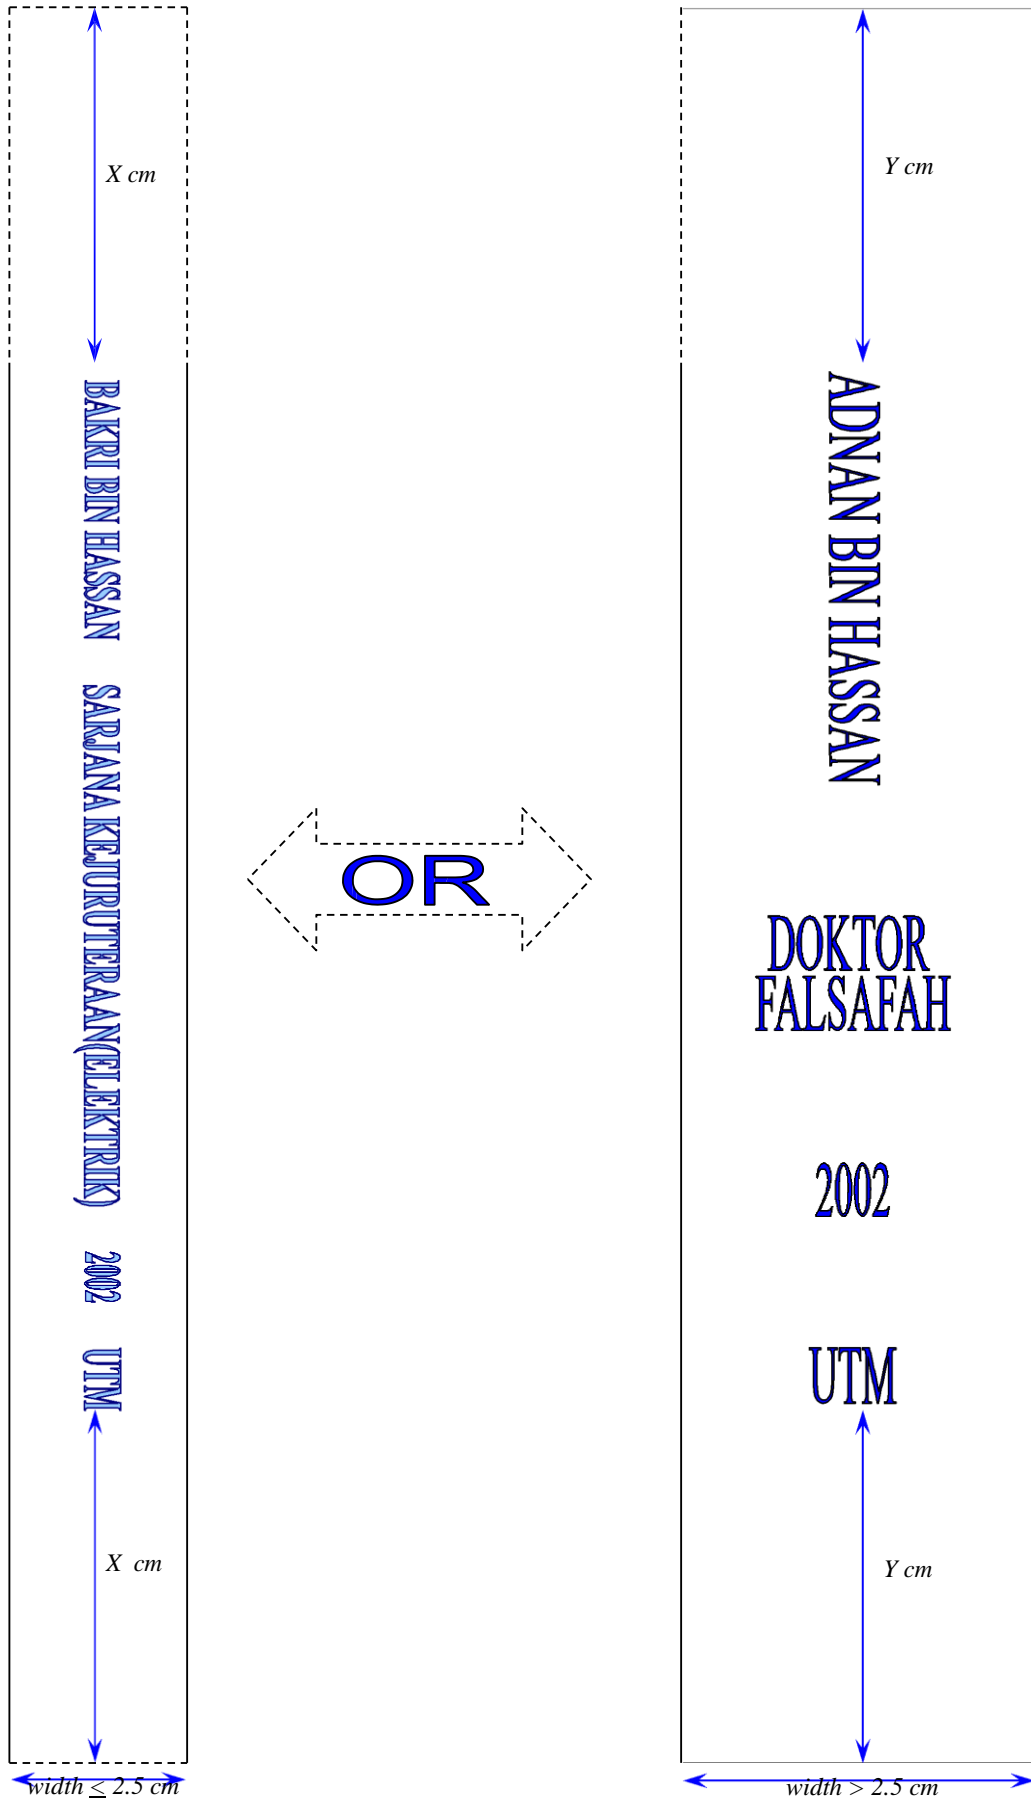 X cm
BAKRI BIN HASSAN SARJANA KEJURUTERAAN(ELEKTRIK) 2002 UTM
X cm
width ≤ 2.5 cm
OR
Y cm
ADNAN BIN HASSAN
DOKTOR
FALSAFAH
2002
UTM
Y cm
width > 2.5 cm